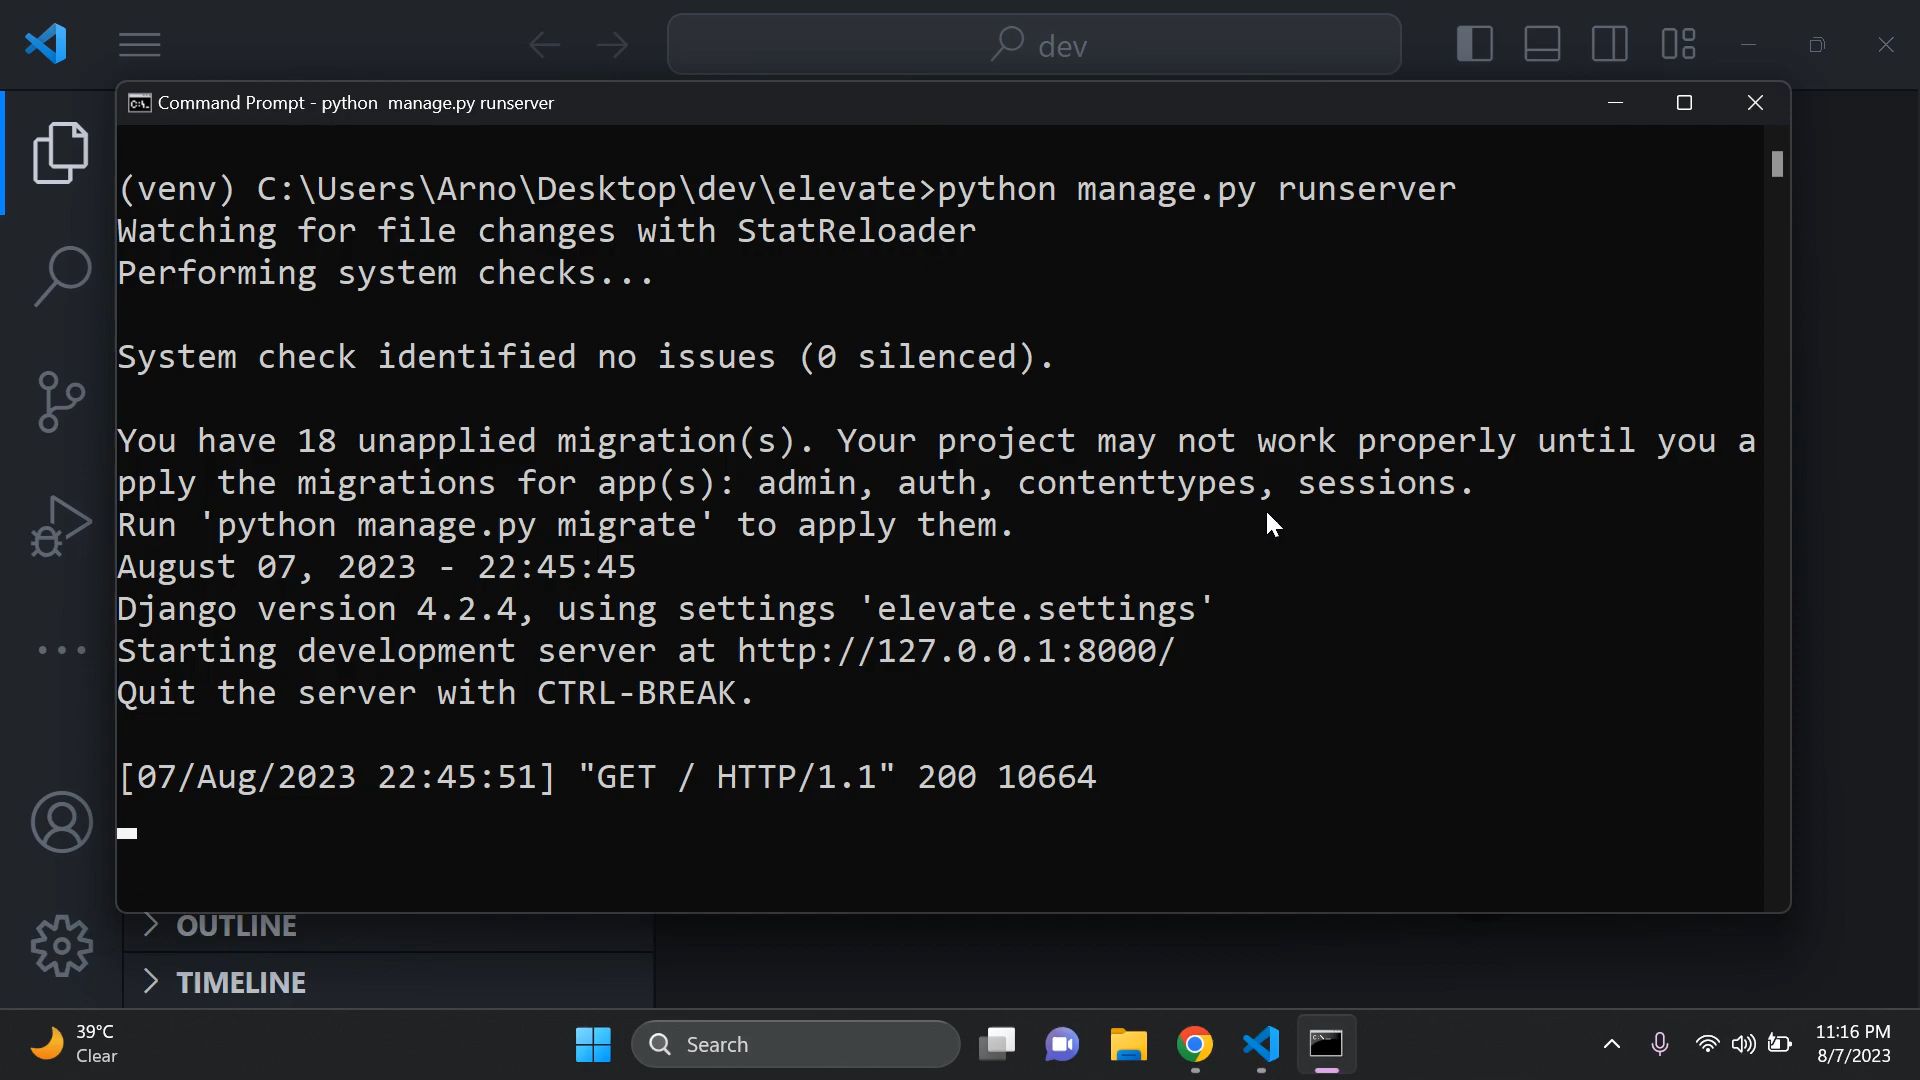 dev
Command Prompt - python  manage.py runserver
(venv) C:\Users\Arno\Desktop\dev\elevate>python manage.py runserver
Watching for file changes with StatReloader
Performing system checks...
System check identified no issues (0 silenced).
You have 18 unapplied migration(s). Your project may not work properly until you a
pply the migrations for app(s): admin, auth, contenttypes, sessions.
Run 'python manage.py migrate' to apply them.
August 07, 2023 - 22:45:45
Django version 4.2.4, using settings 'elevate.settings'
Starting development server at http://127.0.0.1:8000/
Quit the server with CTRL-BREAK.
[07/Aug/2023 22:45:51] "GET / HTTP/1.1" 200 10664
OUTLINE
TIMELINE
39°C
Clear
Search
11:16 PM
8/7/2023